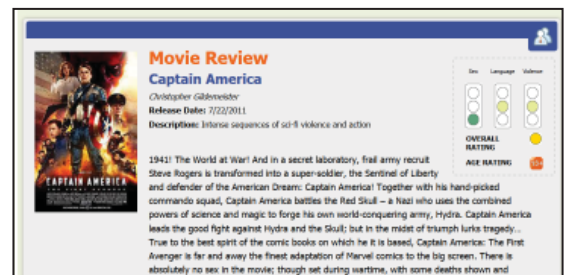 Movie Review
Captain America
Christopher Gildemeister
Release Date: 7/22/2011
Description: Intense sequences of sci-fi violence and action
Sex Language Violence
OVERALL
RATING
AGE RATING
CAPTAIN AMERICA
1941! The World at War! And in a secret laboratory, frail army recruit
Steve Rogers is transformed into a super-soldier, the Sentinel of Liberty
and defender of the American Dream: Captain America! Together with his hand-picked
commando squad, Captain America battles the Red Skull – a Nazi who uses the combined
powers of science and magic to forge his own world-conquering army, Hydra. Captain America
leads the good fight against Hydra and the Skull; but in the midst of triumph lurks tragedy...
True to the best spirit of the comic books on which he it is based, Captain America: The First
Avenger is far and away the finest adaptation of Marvel comics to the big screen. There is
absolutely no sex in the movie; though set during wartime, with some deaths shown and